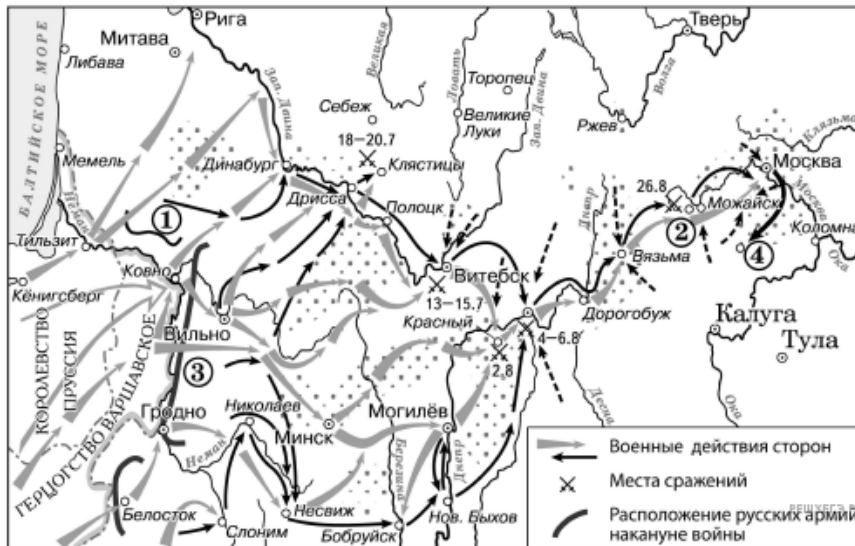 Рига
Митава
Либава
БАЛТИЙСКОЕ МОРЕ
Мемель
Неман
Тильзит
Кёнигсберг
КОРОЛЕВСТВО
ПРУССИЯ
ГЕРЦОГСТВО ВАРШАВСКОЕ
Ковно
Вильно
Гродно
Белосток
Неман
Николаев
Слоним
Несвиж
Минск
Бобруйск
Березина
Могилёв
Днепр
Нов. Быхов
Зап. Двина
Динабург
Дрисса
Себеж
18–20.7
Клястицы
Полоцк
Великая
Ловать
Торопец
Великие
Луки
Зап. Двина
Витебск
13–15.7
Красный
2.8
4–6.8
Дорогобуж
Вязьма
Днепр
Десна
Ржев
Волга
Тверь
26.8
Можайск
Москва
Москва
Клязьма
Коломна
Ока
Калуга
Тула
Ока
1
2
3
4
Военные действия сторон
Места сражений
Расположение русских армий
накануне войны